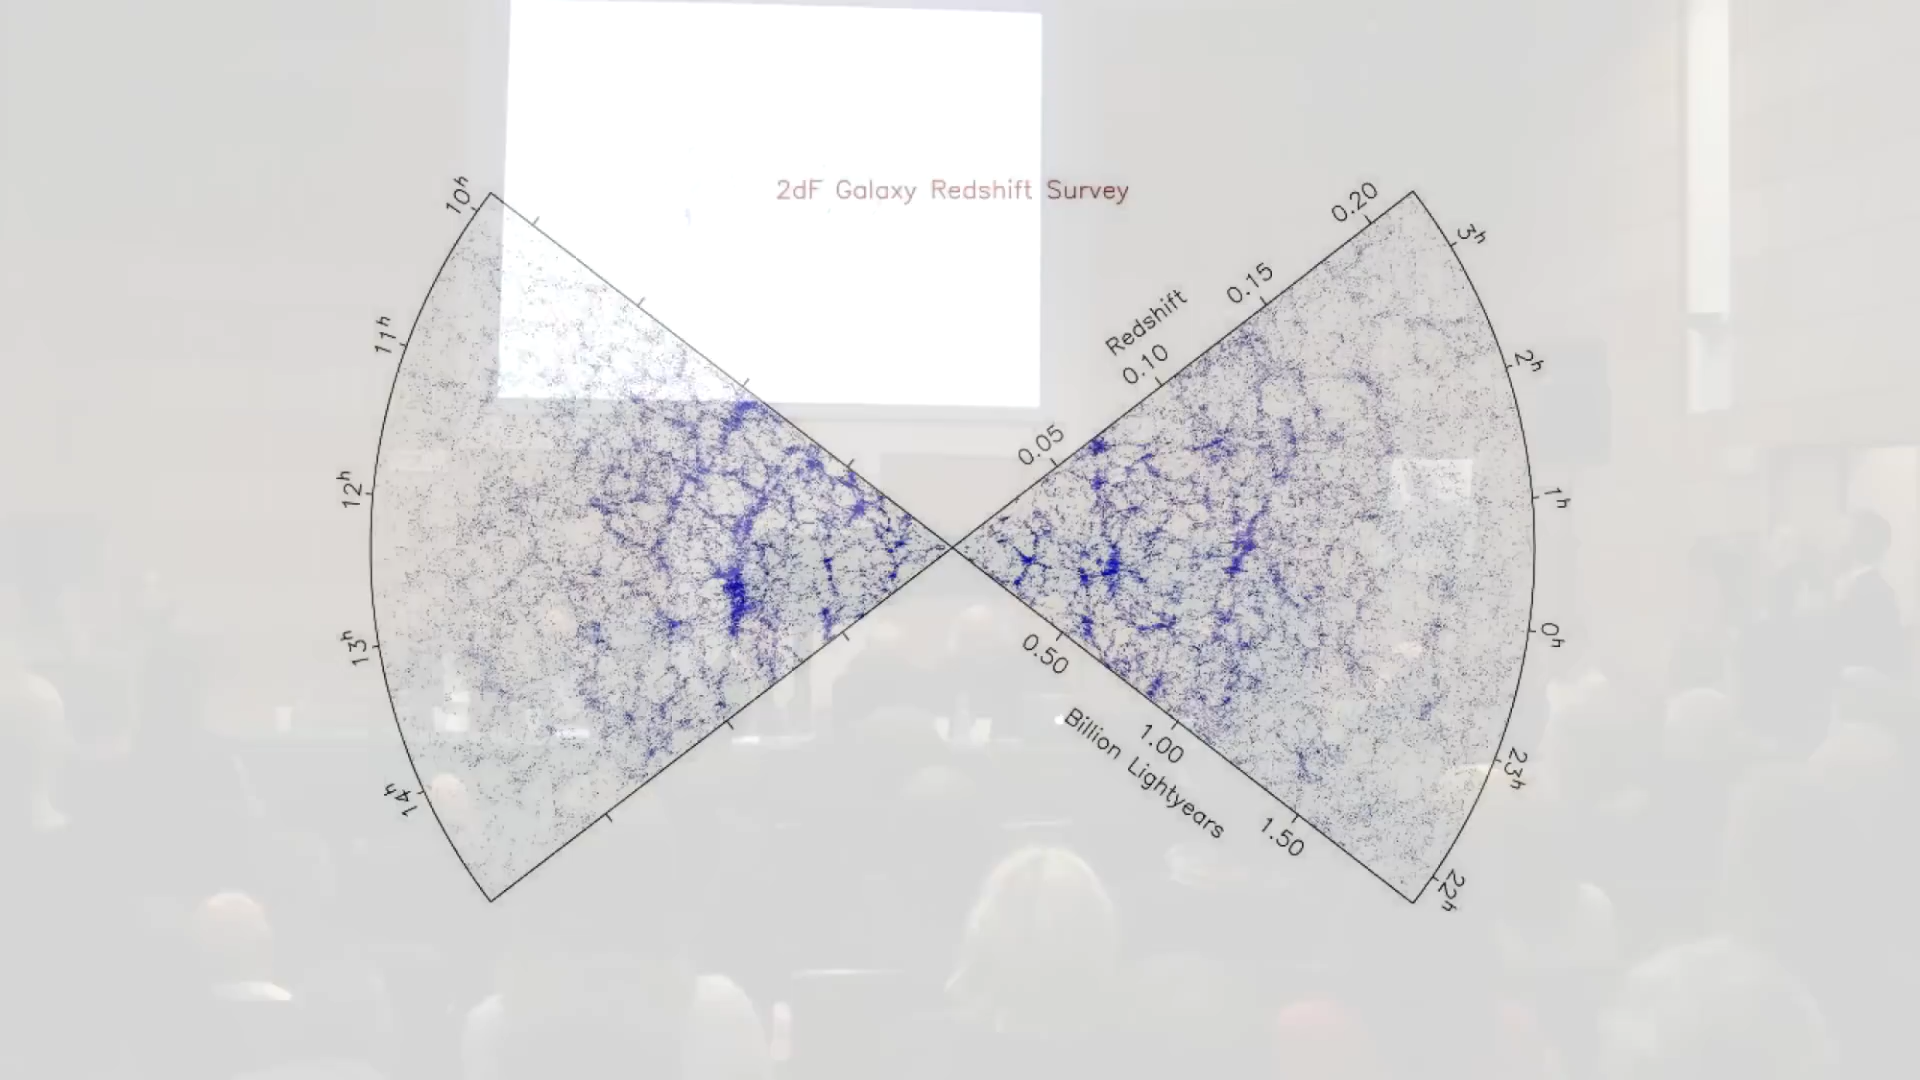 2dF Galaxy Redshift Survey
10h
11h
12h
13h
14h
Redshift
0.05
0.10
0.15
0.20
3h
2h
1h
0h
23h
22h
0.50
1.00
1.50
Billion Lightyears